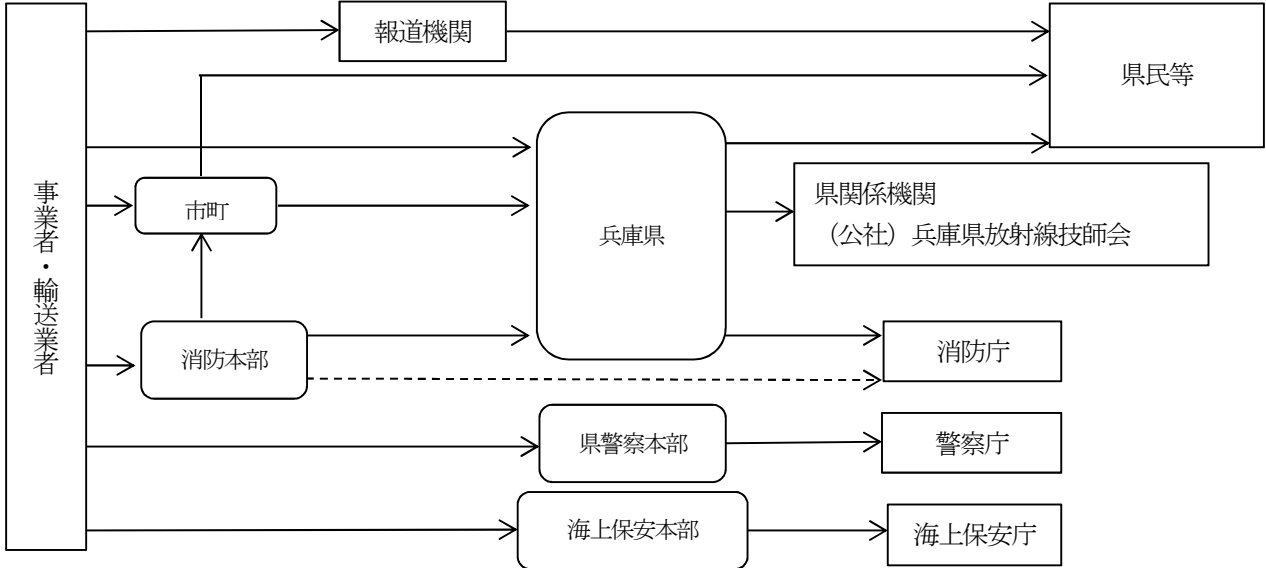 報道機関
県民等
事業者・輸送業者
市町
兵庫県
県関係機関
（公社）兵庫県放射線技師会
消防本部
消防庁
県警察本部
警察庁
海上保安本部
海上保安庁